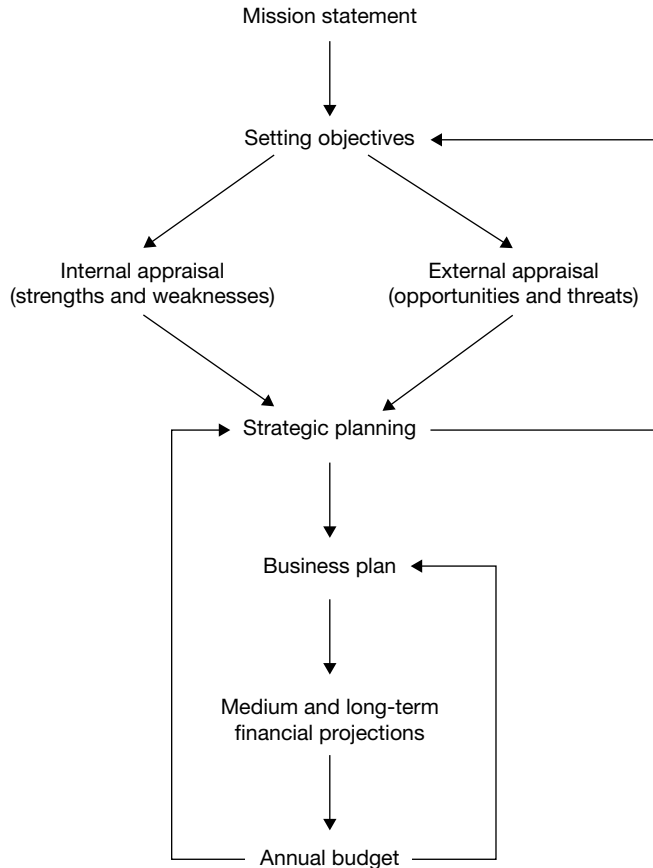 Mission statement
Setting objectives
Internal appraisal
(strengths and weaknesses)
External appraisal
(opportunities and threats)
Strategic planning
Business plan
Medium and long-term
financial projections
Annual budget